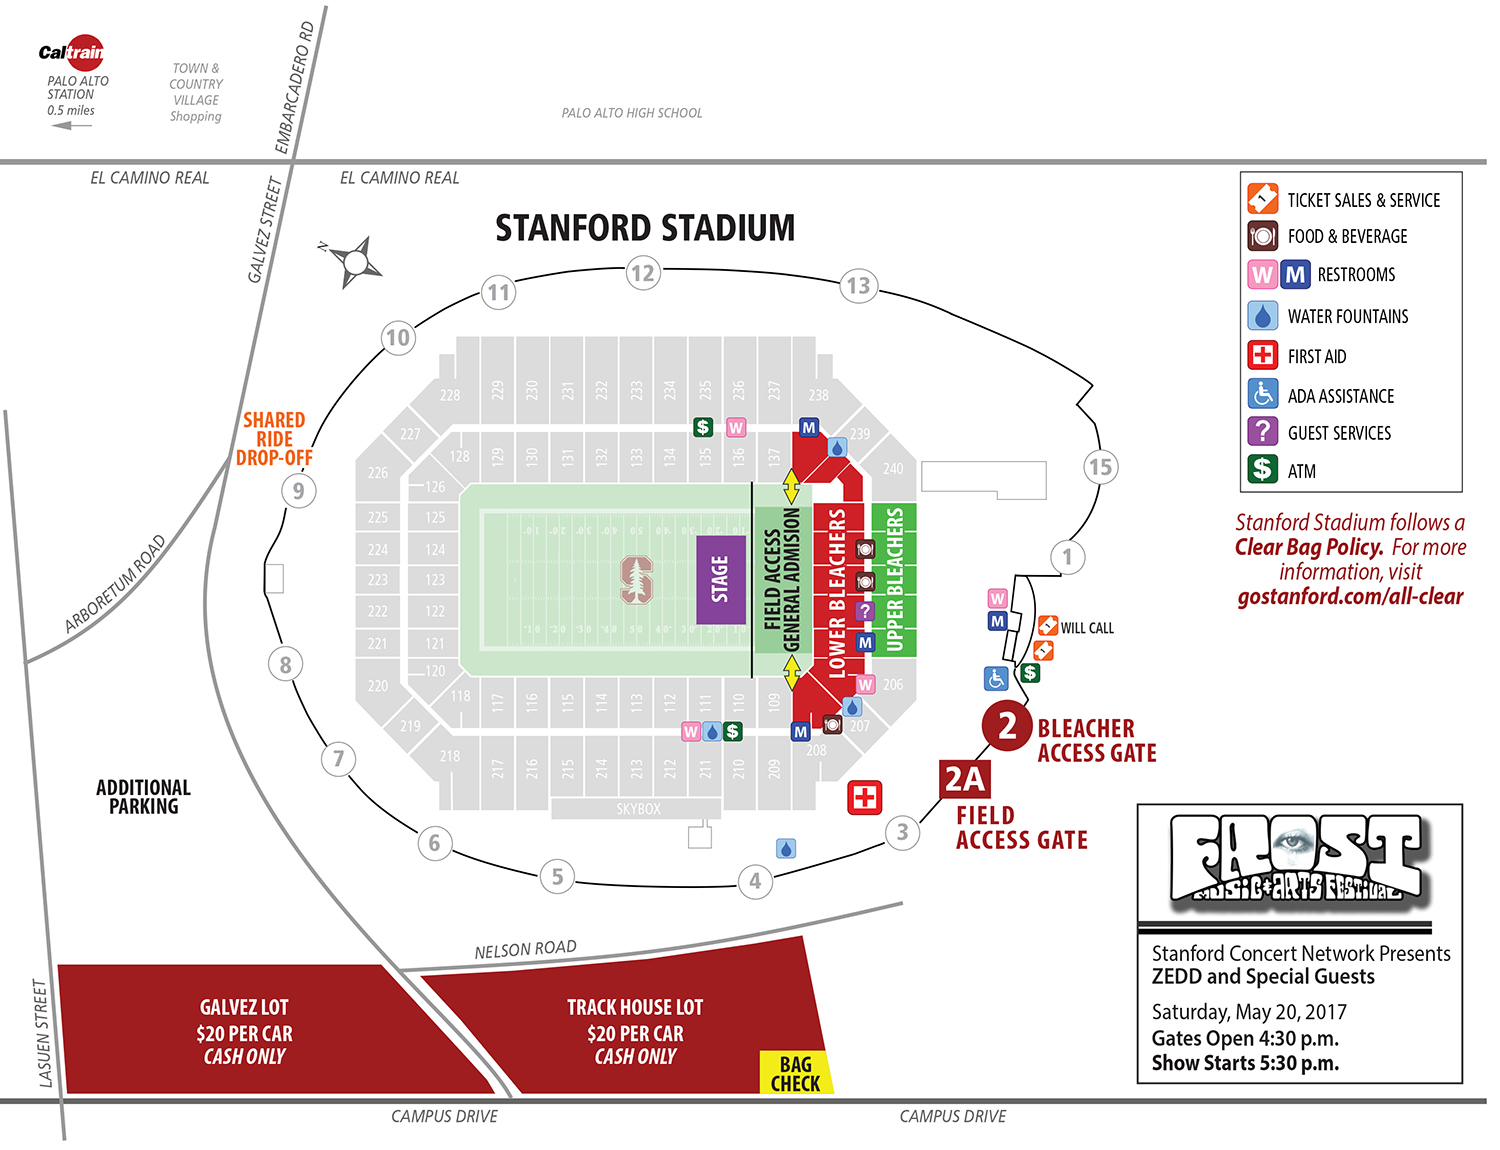 Caltrain
PALO ALTO
STATION
0.5 miles
TOWN &
COUNTRY
VILLAGE
Shopping
EMBARCADERO RD
PALO ALTO HIGH SCHOOL
EL CAMINO REAL
EL CAMINO REAL
GALVEZ STREET
N
STANFORD STADIUM
TICKET SALES & SERVICE
FOOD & BEVERAGE
W M RESTROOMS
WATER FOUNTAINS
FIRST AID
ADA ASSISTANCE
? GUEST SERVICES
$ ATM
Stanford Stadium follows a
Clear Bag Policy. For more
information, visit
gostanford.com/all-clear
SHARED
RIDE
DROP-OFF
ARBORETUM ROAD
9
10
11
12
13
15
1
8
7
6
5
4
3
228
229
230
231
232
233
234
235
236
237
238
239
240
227
226
225
224
223
222
221
220
219
218
217
216
215
214
213
212
211
210
209
208
207
206
128
129
130
131
132
133
134
135
136
137
126
125
124
123
122
121
120
118
117
116
115
114
113
112
111
110
109
$
W
M
STAGE
FIELD ACCESS
GENERAL ADMISION
LOWER BLEACHERS
UPPER BLEACHERS
?
M
W
W
$
M
SKYBOX
W
M
WILL CALL
$
2 BLEACHER
ACCESS GATE
2A
FIELD
ACCESS GATE
ADDITIONAL
PARKING
NELSON ROAD
LASUEN STREET
GALVEZ LOT
$20 PER CAR
CASH ONLY
TRACK HOUSE LOT
$20 PER CAR
CASH ONLY
BAG
CHECK
CAMPUS DRIVE
CAMPUS DRIVE
FROST
MUSIC + ARTS FESTIVAL
Stanford Concert Network Presents
ZEDD and Special Guests
Saturday, May 20, 2017
Gates Open 4:30 p.m.
Show Starts 5:30 p.m.